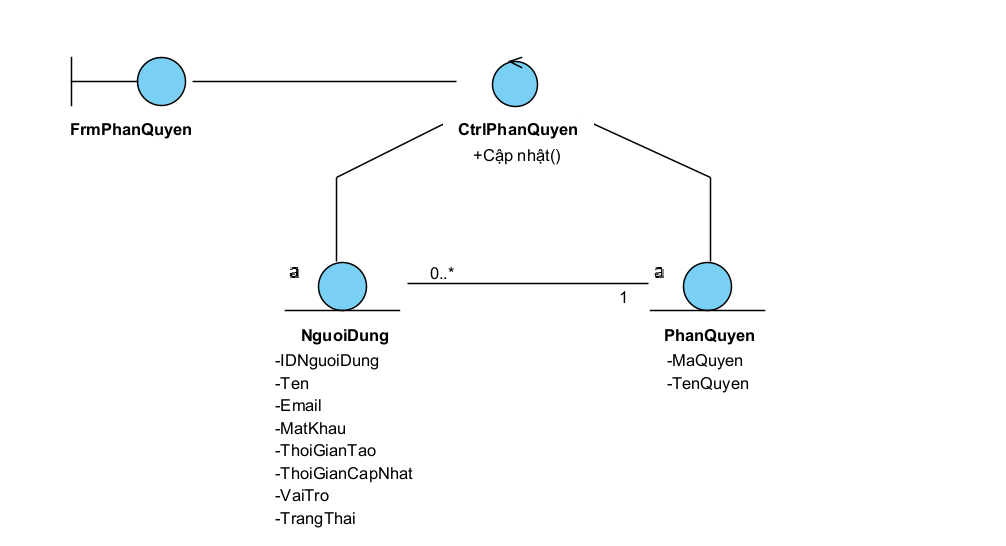 FrmPhanQuyen
CtrlPhanQuyen
+Cập nhật()
a
0..*
a
1
NguoiDung
-IDNguoiDung
-Ten
-Email
-MatKhau
-ThoiGianTao
-ThoiGianCapNhat
-VaiTro
-TrangThai
PhanQuyen
-MaQuyen
-TenQuyen